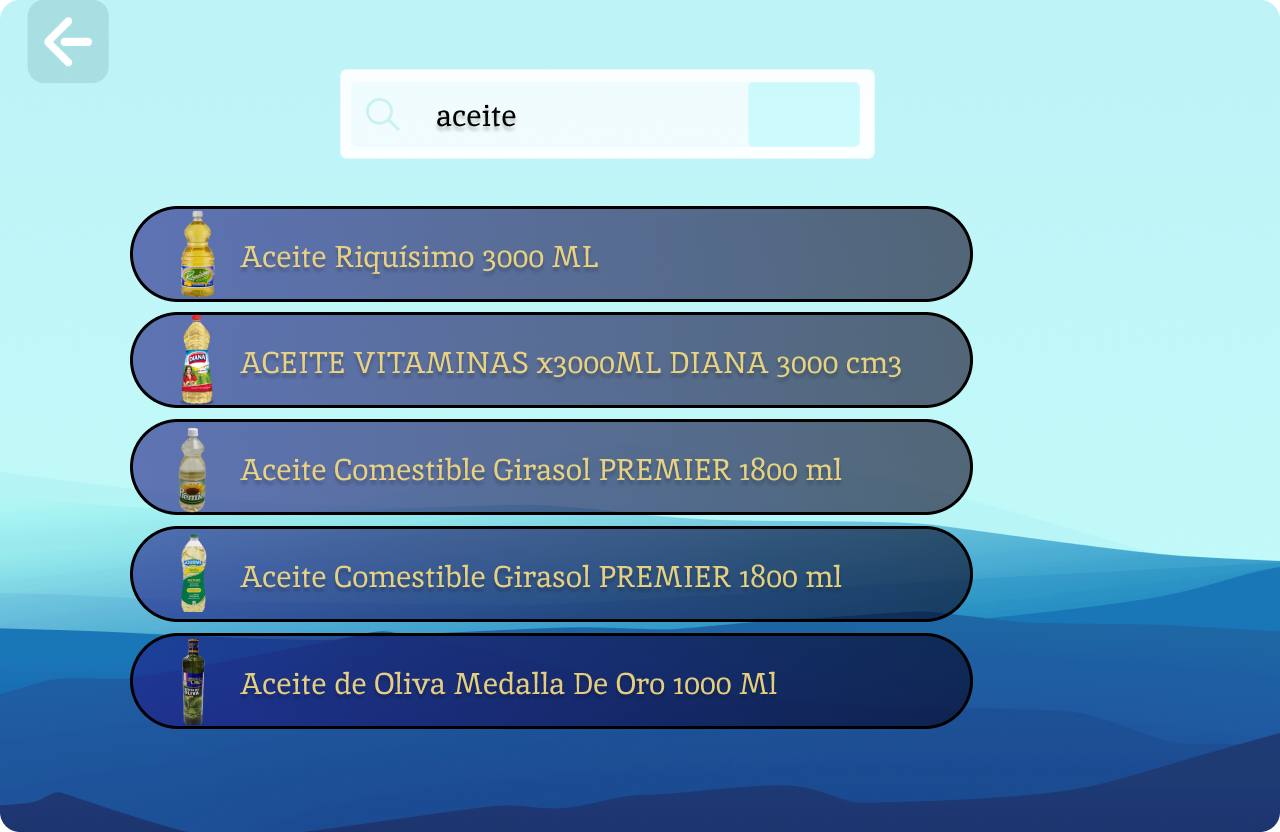 aceite
Aceite Riquísimo 3000 ML
ACEITE VITAMINAS x3000ML DIANA 3000 cm3
DIANA
Aceite Comestible Girasol PREMIER 1800 ml
Aceite Comestible Girasol PREMIER 1800 ml
Aceite de Oliva Medalla De Oro 1000 Ml